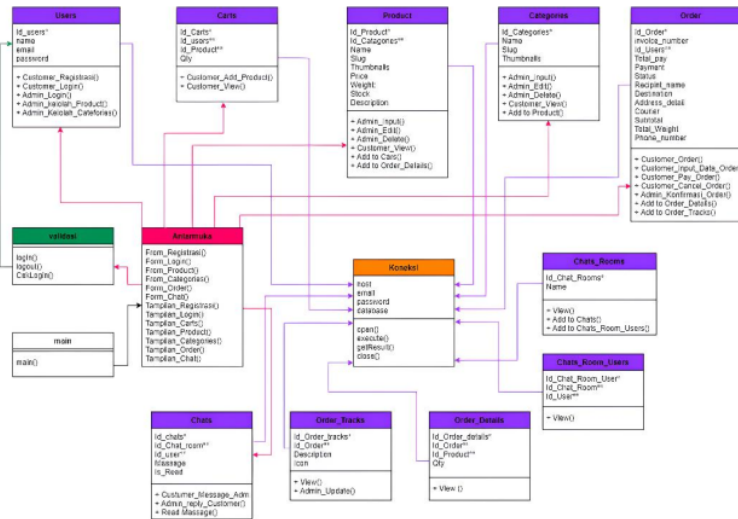 Users
Id_users*
name
email
password
+ Customer_Registrasi()
+ Customer_Login()
+ Admin_Login()
+ Admin_kelolah_Product()
+ Admin_Kelolah_Catefories()
Carts
Id_Carts*
Id_users**
Id_Product**
Qty
+ Customer_Add_Product()
+ Customer_View()
Product
Id_Product*
Id_Catagories**
Name
Slug
Thumbnails
Price
Weight
Stock
Description
+ Admin_Input()
+ Admin_Edit()
+ Admin_Delete()
+ Customer_View()
+ Add to Cars()
+ Add to Order_Details()
Categories
Id_Categories*
Name
Slug
Thumbnails
+ Admin_Input()
+ Admin_Edit()
+ Admin_Delete()
+ Customer_View()
+ Add to Product()
Order
Id_Order*
invoice_number
Id_Users**
Total_pay
Payment
Status
Recipint_name
Destination
Address_detail
Courier
Subtotal
Total_Weight
Phone_number
+ Customer_Order()
+ Customer_Input_Data_Order
+ Customer_Pay_Order()
+ Customer_Cancel_Order()
+ Admin_Konfirmasi_Order()
+ Add to Order_Details()
+ Add to Order_Tracks()
validasi
login()
logout()
CekLogin()
Antarmuka
From_Registrasi()
Form_Login()
From_Product()
From_Categories()
Form_Order()
Form_Chat()
Tampilan_Registrasi()
Tampilan_Login()
Tampilan_Carts()
Tampilan_Product()
Tampilan_Categories()
Tampilan_Order()
Tampilan_Chat()
Koneksi
host
email
password
database
open()
execute()
getResult()
close()
Chats_Rooms
Id_Chat_Rooms*
Name
+ View()
+ Add to Chats()
+ Add to Chats_Room_Users()
main
main()
Chats_Room_Users
Id_Chat_Room_User*
Id_Chat_Room**
Id_User**
+ View()
Chats
Id_chats*
Id_Chat_room**
Id_user**
Massage
Is_Reed
+ Custumer_Message_Adm
+ Admin_reply_Customer()
+ Read Massage()
Order_Tracks
Id_Order_tracks*
Id_Order**
Description
Icon
+ View()
+ Admin_Update()
Order_Details
Id_Order_details*
Id_Order**
Id_Product**
Qty
+ View ()